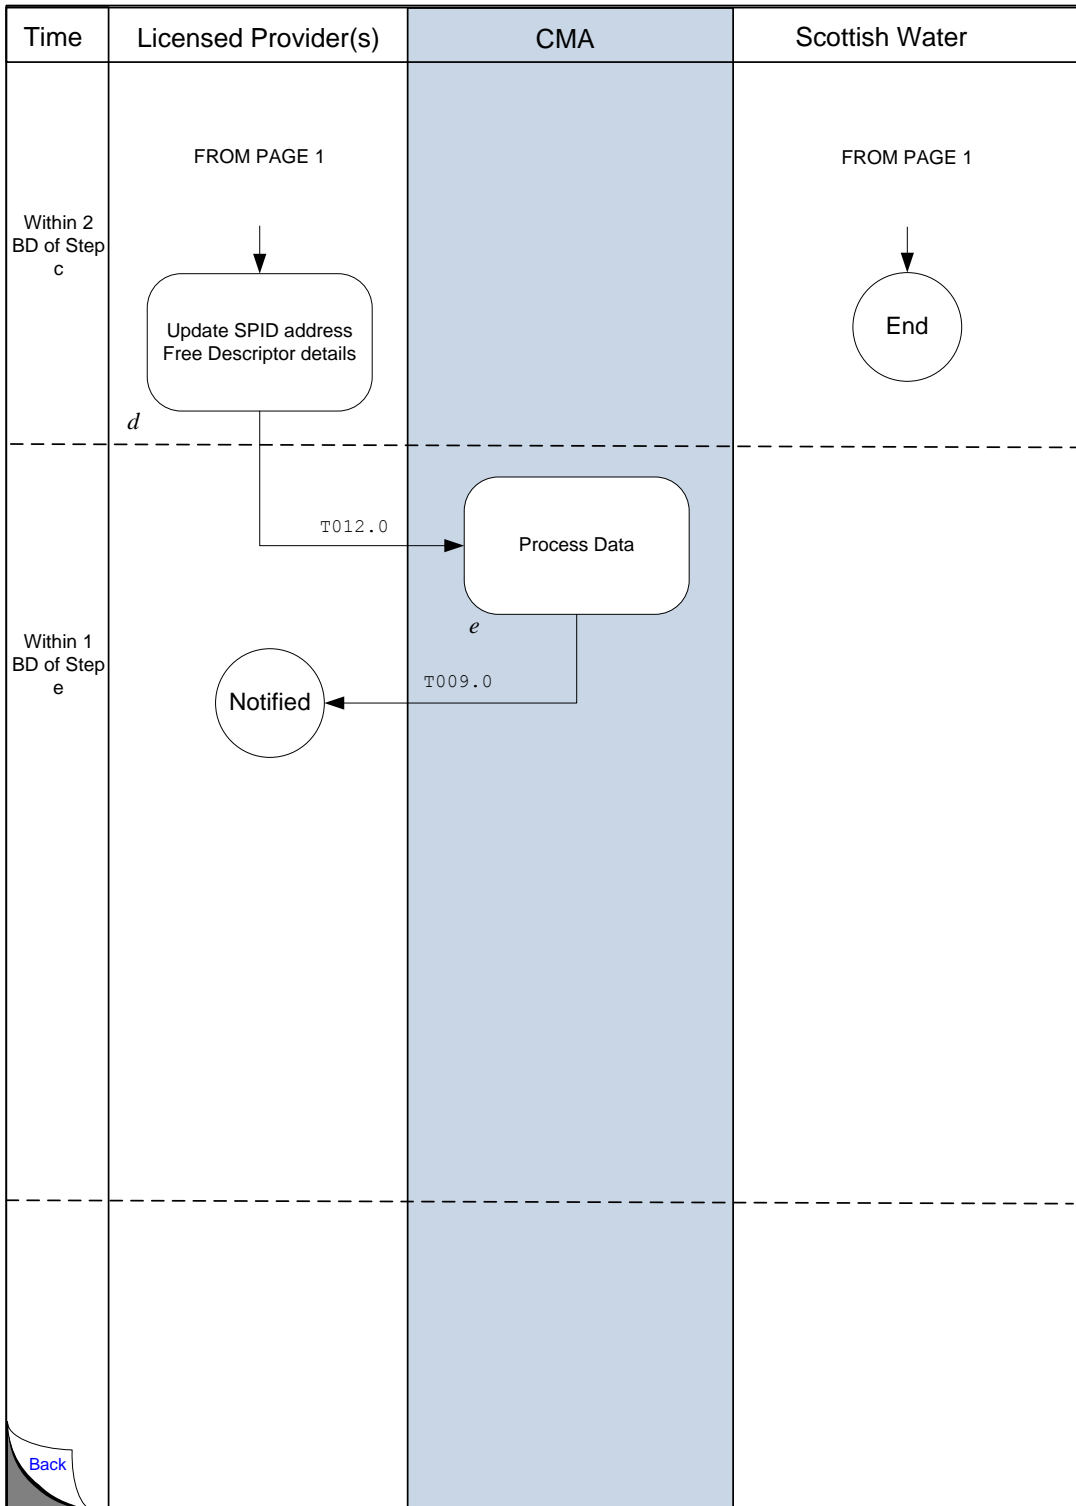 Time
Licensed Provider(s)
CMA
Scottish Water
FROM PAGE 1
FROM PAGE 1
Within 2
BD of Step
c
Update SPID address
Free Descriptor details
End
d
T012.0
Process Data
e
Within 1
BD of Step
e
T009.0
Notified
Back